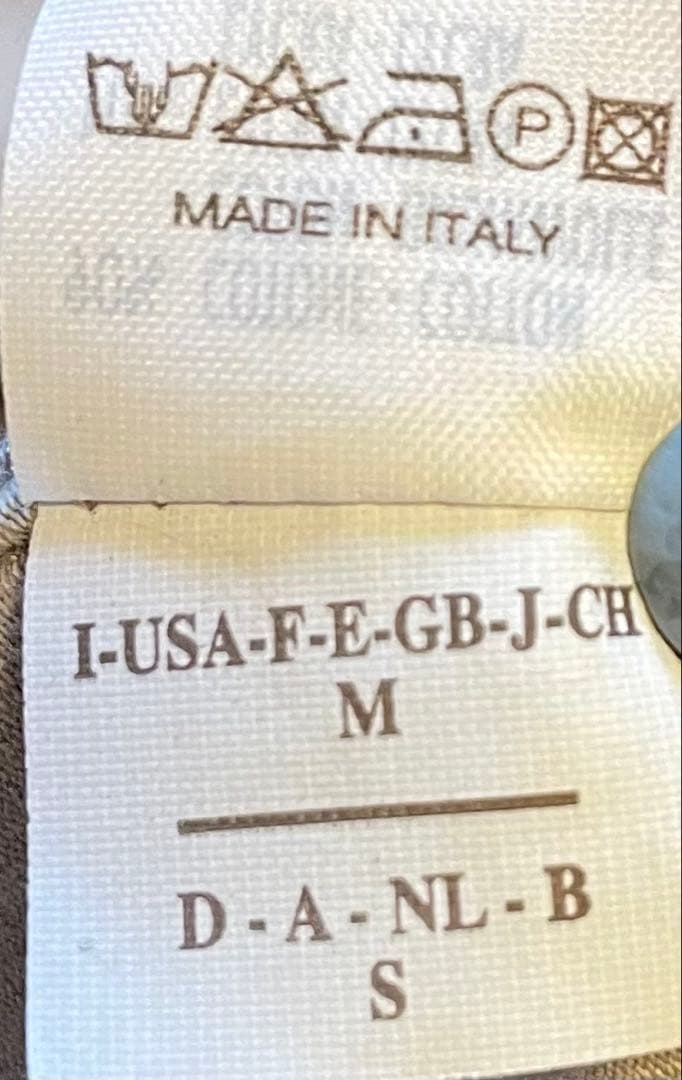 P
MADE IN ITALY
I-USA-F-E-GB-J-CH
M
D - A - NL - B
S